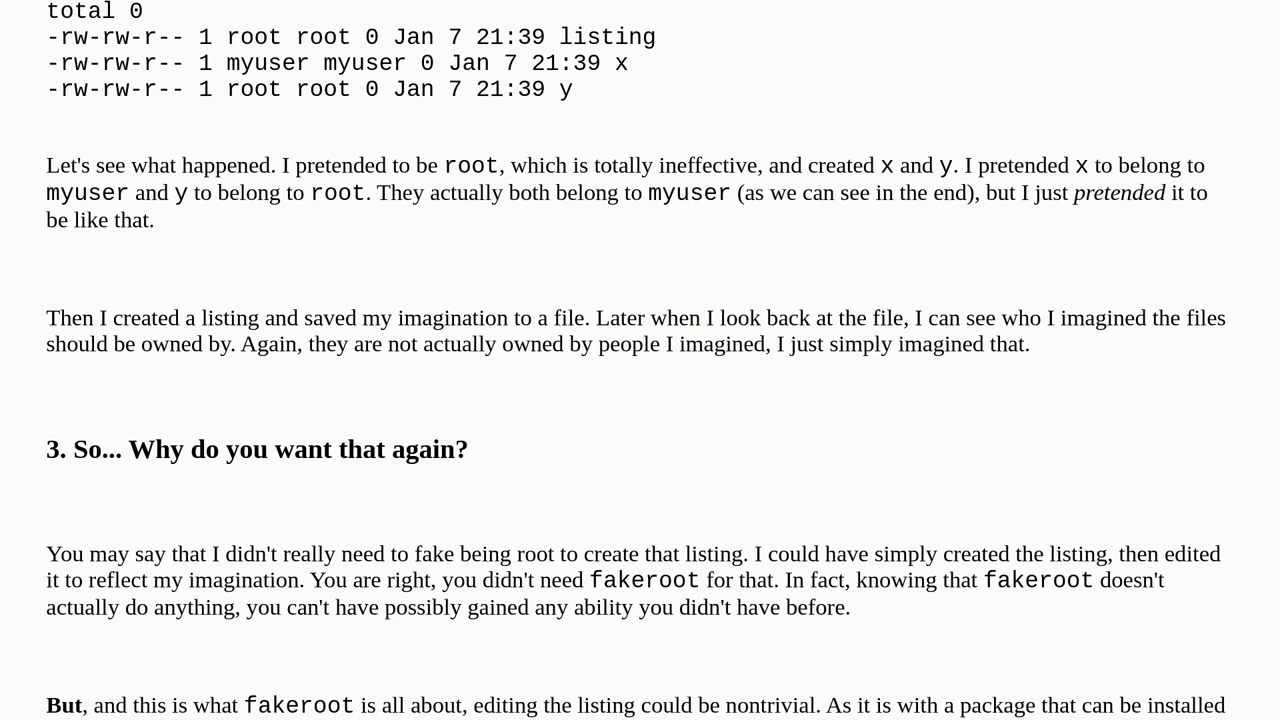 total 0
-rw-rw-r-- 1 root root 0 Jan 7 21:39 listing
-rw-rw-r-- 1 myuser myuser 0 Jan 7 21:39 x
-rw-rw-r-- 1 root root 0 Jan 7 21:39 y
Let's see what happened. I pretended to be root, which is totally ineffective, and created x and y. I pretended x to belong to
myuser and y to belong to root. They actually both belong to myuser (as we can see in the end), but I just pretended it to
be like that.
Then I created a listing and saved my imagination to a file. Later when I look back at the file, I can see who I imagined the files
should be owned by. Again, they are not actually owned by people I imagined, I just simply imagined that.
3. So... Why do you want that again?
You may say that I didn't really need to fake being root to create that listing. I could have simply created the listing, then edited
it to reflect my imagination. You are right, you didn't need fakeroot for that. In fact, knowing that fakeroot doesn't
actually do anything, you can't have possibly gained any ability you didn't have before.
But, and this is what fakeroot is all about, editing the listing could be nontrivial. As it is with a package that can be installed